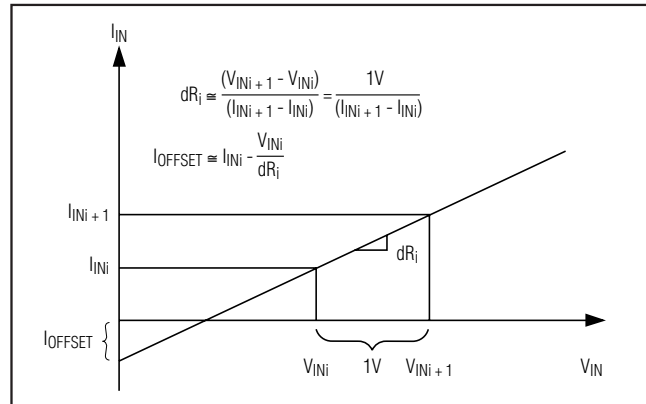 I_IN
dR_i ≅ (V_INi + 1 - V_INi) / (I_INi + 1 - I_INi) = 1V / (I_INi + 1 - I_INi)
I_OFFSET ≅ I_INi - V_INi / dR_i
I_INi + 1
I_INi
dR_i
I_OFFSET
V_INi 1V V_INi + 1 V_IN